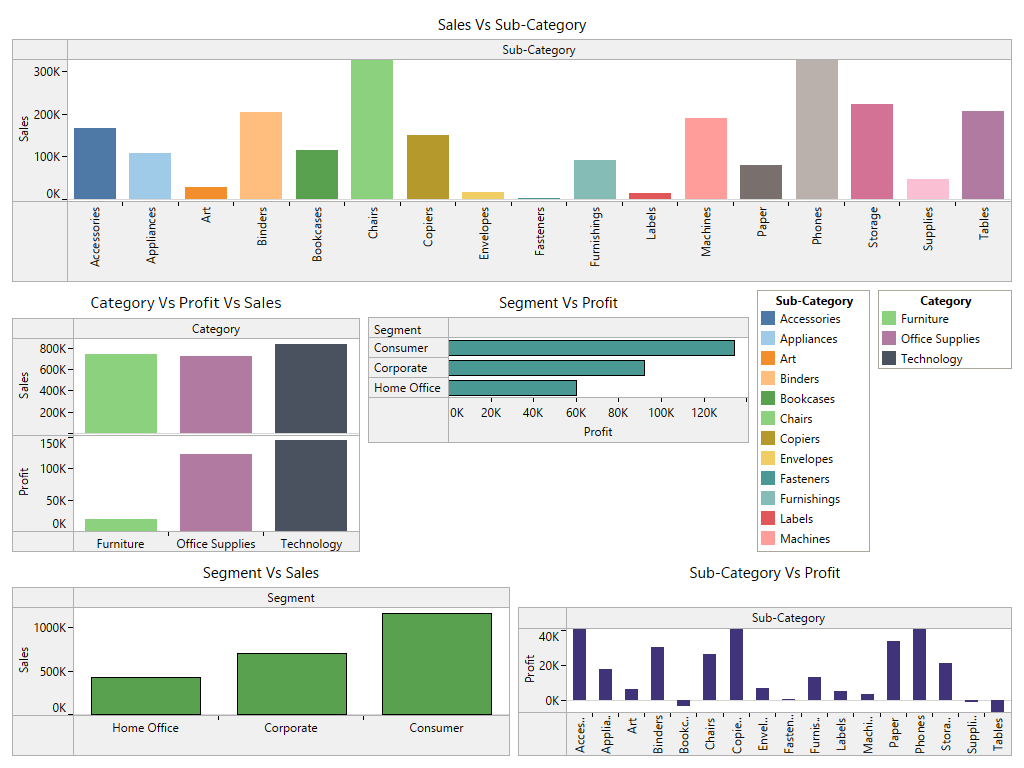 Sales Vs Sub-Category
Sub-Category
Sales
300K
200K
100K
0K
Accessories
Appliances
Art
Binders
Bookcases
Chairs
Copiers
Envelopes
Fasteners
Furnishings
Labels
Machines
Paper
Phones
Storage
Supplies
Tables
Category Vs Profit Vs Sales
Category
Sales
800K
600K
400K
200K
Profit
150K
100K
50K
0K
Furniture Office Supplies Technology
Segment Vs Profit
Segment
Consumer
Corporate
Home Office
0K 20K 40K 60K 80K 100K 120K
Profit
Sub-Category
Accessories
Appliances
Art
Binders
Bookcases
Chairs
Copiers
Envelopes
Fasteners
Furnishings
Labels
Machines
Category
Furniture
Office Supplies
Technology
Segment Vs Sales
Segment
Sales
1000K
500K
0K
Home Office Corporate Consumer
Sub-Category Vs Profit
Sub-Category
Profit
40K
20K
0K
Acces..
Applia..
Art
Binders
Bookc..
Chairs
Copie..
Envel..
Fasten..
Furnis..
Labels
Machi..
Paper
Phones
Stora..
Suppli..
Tables